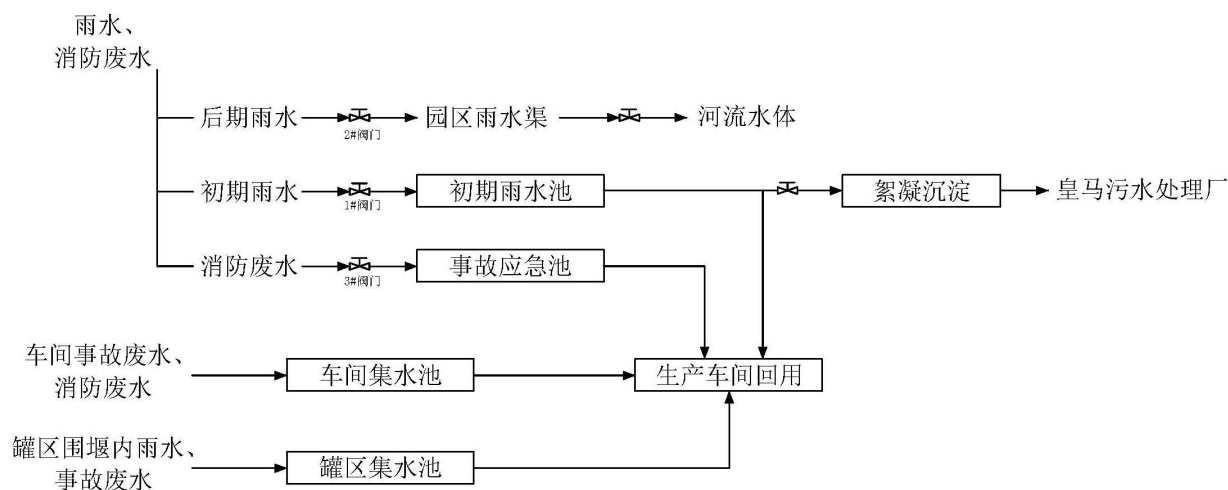 雨水、
消防废水
后期雨水
2#阀门
园区雨水渠
河流水体
初期雨水
1#阀门
初期雨水池
絮凝沉淀
皇马污水处理厂
消防废水
3#阀门
事故应急池
车间事故废水、
消防废水
车间集水池
生产车间回用
罐区围堰内雨水、
事故废水
罐区集水池